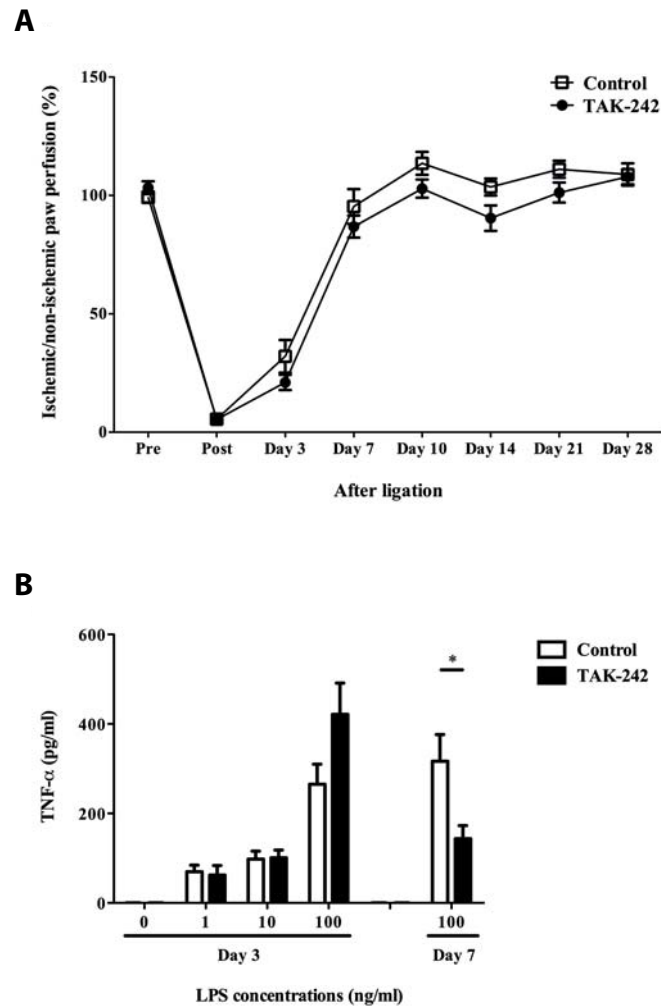 A
Ischemic/non-ischemic paw perfusion (%)
150
100
50
0
Control
TAK-242
Pre Post Day 3 Day 7 Day 10 Day 14 Day 21 Day 28
After ligation
B
TNF-α (pg/ml)
600
400
200
0
Control
TAK-242
*
0 1 10 100 100
Day 3 Day 7
LPS concentrations (ng/ml)